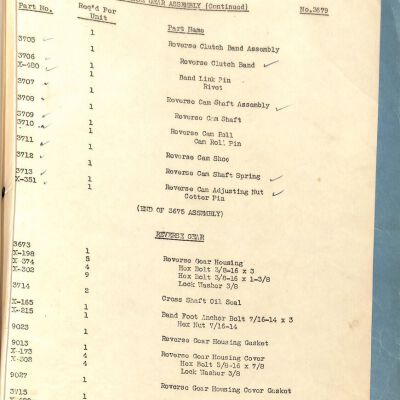 GEAR ASSEMBLY (Continued) No.3679
Part No. Req'd Per Unit Part Name
3705 1 Reverse Clutch Band Assembly
3706 1 Reverse Clutch Band
X-480 1 Band Link Pin
3707 1 Rivet
3708 1 Reverse Cam Shaft Assembly
3709 1 Reverse Cam Shaft
3710 1 Reverse Cam Roll
3711 1 Cam Roll Pin
3712 1 Reverse Cam Shoe
3713 1 Reverse Cam Shaft Spring
X-351 1 Reverse Cam Adjusting Nut
Cotter Pin
(END OF 3675 ASSEMBLY)
REVERSE GEAR
3673 1 Reverse Gear Housing
X-198 5 Hex Bolt 3/8-16 x 3
X-374 4 Hex Bolt 3/8-16 x 1-3/8
X-302 9 Lock Washer 3/8
3714 2 Cross Shaft Oil Seal
X-165 1 Band Foot Anchor Bolt 7/16-14 x 3
X-215 1 Hex Nut 7/16-14
9023 1 Reverse Gear Housing Gasket
9013 1 Reverse Gear Housing Cover
X-173 4 Hex Bolt 5/8-16 x 7/8
X-302 4 Lock Washer 3/8
9027 1 Reverse Gear Housing Cover Gasket
3715 1